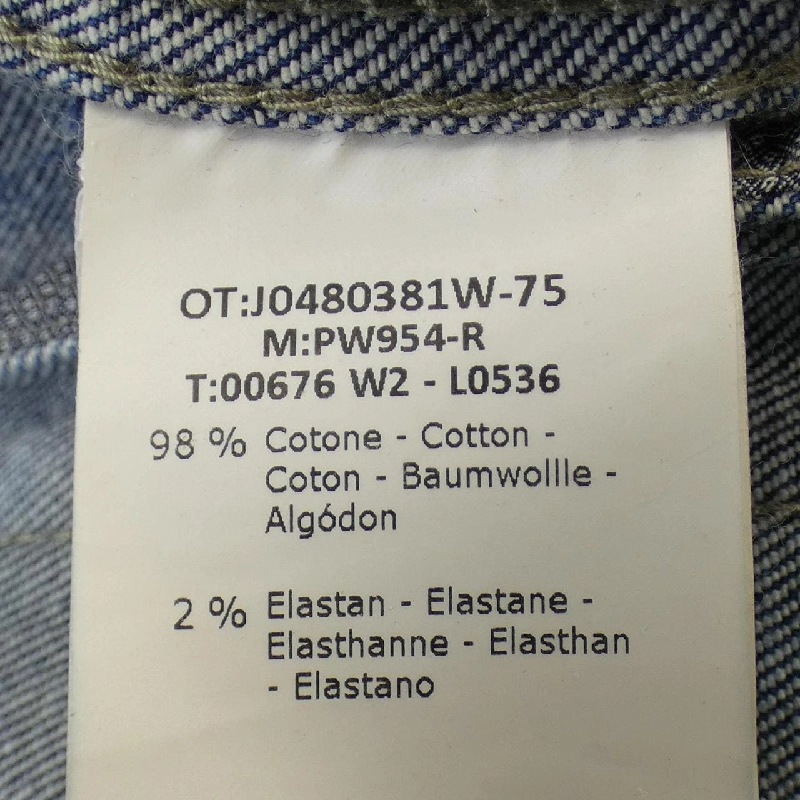 OT:J0480381W-75
M:PW954-R
T:00676 W2 - L0536
98 % Cotone - Cotton -
Coton - Baumwollle -
Algódon
2 % Elastan - Elastane -
Elasthanne - Elasthan
- Elastano